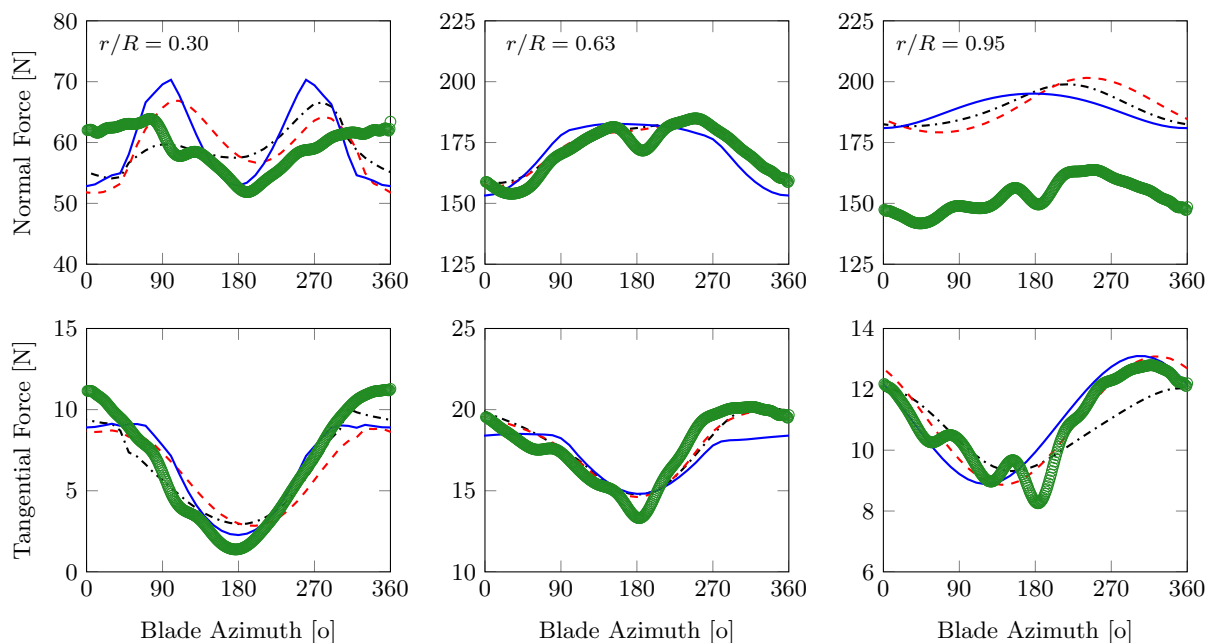 80
70
60
50
40
0 90 180 270 360
Normal Force [N]
r/R = 0.30
225
200
175
150
125
0 90 180 270 360
r/R = 0.63
225
200
175
150
125
0 90 180 270 360
r/R = 0.95
15
10
5
0
0 90 180 270 360
Tangential Force [N]
Blade Azimuth [o]
25
20
15
10
0 90 180 270 360
Blade Azimuth [o]
14
12
10
8
6
0 90 180 270 360
Blade Azimuth [o]